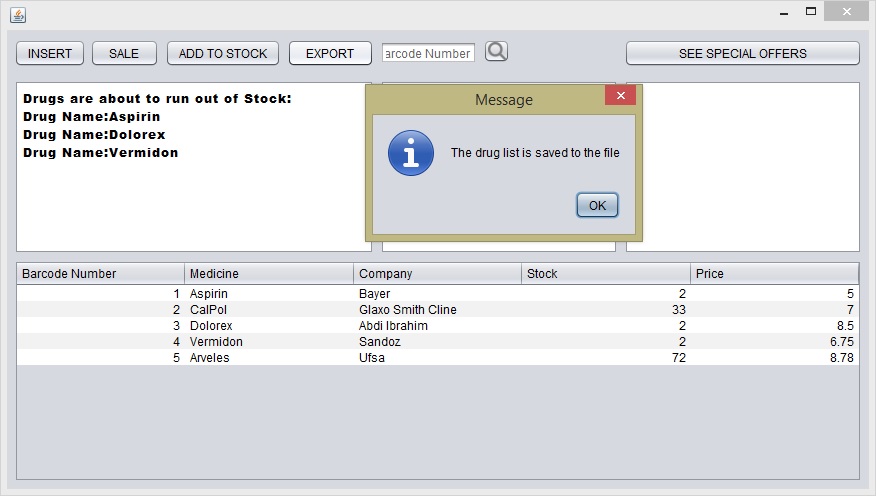 INSERT SALE ADD TO STOCK EXPORT arcode Number SEE SPECIAL OFFERS
Drugs are about to run out of Stock:
Drug Name:Aspirin
Drug Name:Dolorex
Drug Name:Vermidon
Message
The drug list is saved to the file
OK
Barcode Number Medicine Company Stock Price
1 Aspirin Bayer 2 5
2 CalPol Glaxo Smith Cline 33 7
3 Dolorex Abdi Ibrahim 2 8.5
4 Vermidon Sandoz 2 6.75
5 Arveles Ufsa 72 8.78